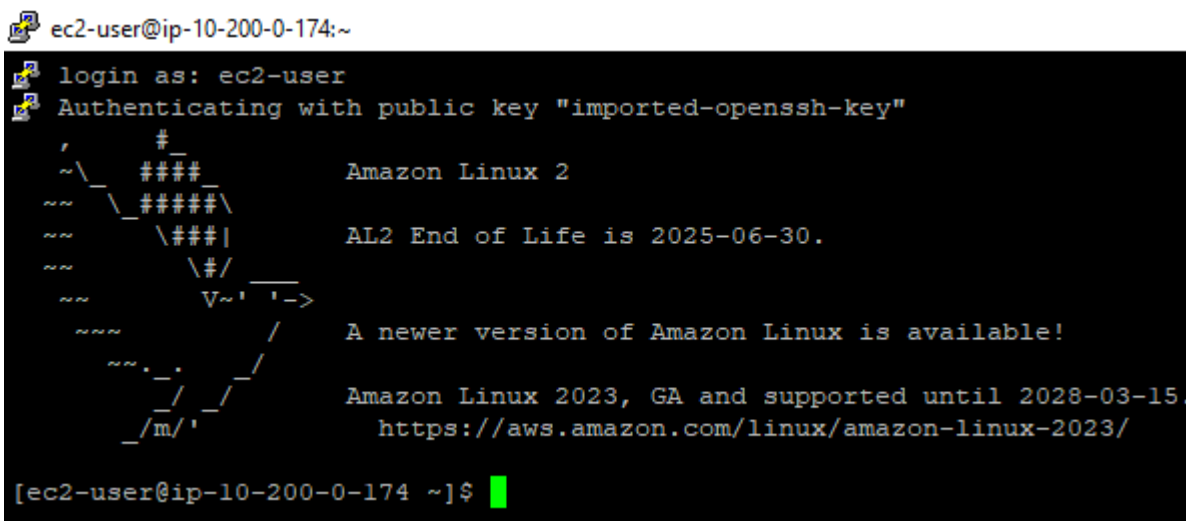 ec2-user@ip-10-200-0-174:~
login as: ec2-user
Authenticating with public key "imported-openssh-key"
   ,     #_
   ~\_  ####_        Amazon Linux 2
  ~~  \_#####\
  ~~     \###|       AL2 End of Life is 2025-06-30.
  ~~       \#/ ___
   ~~       V~' '->
    ~~~         /    A newer version of Amazon Linux is available!
      ~~._.   _/
         _/ _/       Amazon Linux 2023, GA and supported until 2028-03-15.
       _/m/'           https://aws.amazon.com/linux/amazon-linux-2023/
[ec2-user@ip-10-200-0-174 ~]$